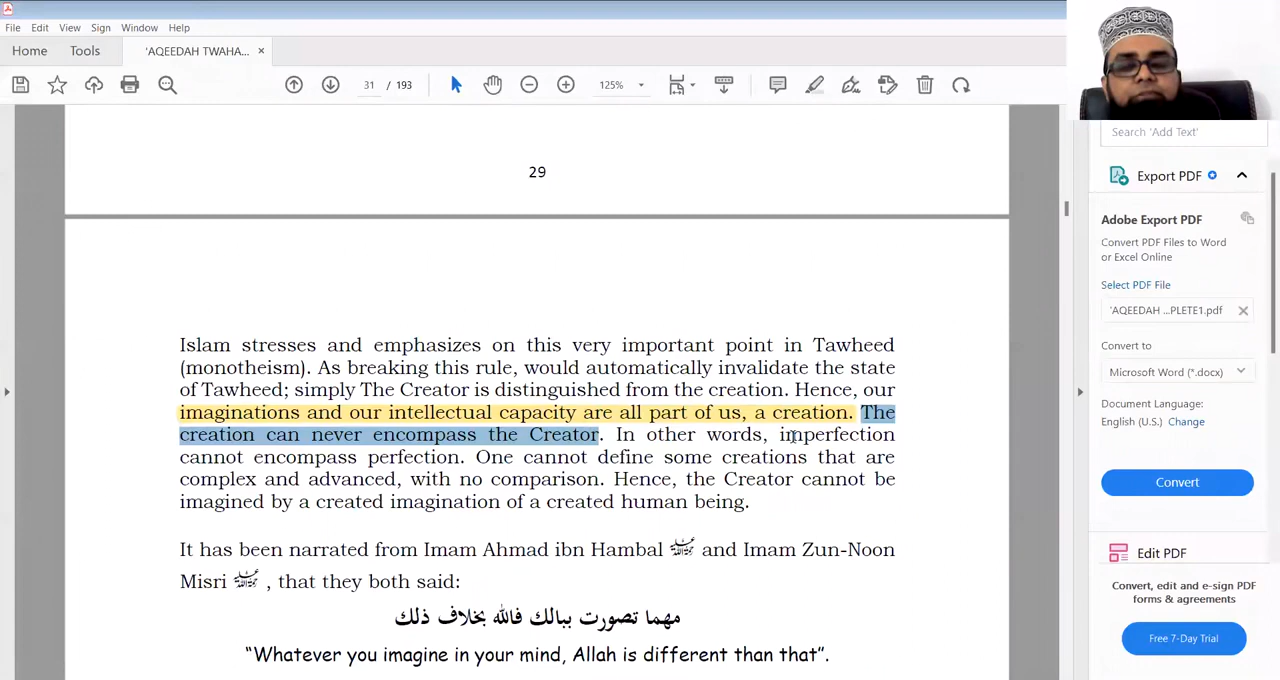 File Edit View Sign Window Help
Home Tools 'AQEEDAH TWAHA... ×
31 / 193 125%
Search 'Add Text'
29
Export PDF
Adobe Export PDF
Convert PDF Files to Word
or Excel Online
Select PDF File
'AQEEDAH ...PLETE1.pdf
Convert to
Microsoft Word (*.docx)
Document Language:
English (U.S.) Change
Convert
Edit PDF
Convert, edit and e-sign PDF
forms & agreements
Free 7-Day Trial
Islam stresses and emphasizes on this very important point in Tawheed
(monotheism). As breaking this rule, would automatically invalidate the state
of Tawheed; simply The Creator is distinguished from the creation. Hence, our
imaginations and our intellectual capacity are all part of us, a creation. The
creation can never encompass the Creator. In other words, imperfection
cannot encompass perfection. One cannot define some creations that are
complex and advanced, with no comparison. Hence, the Creator cannot be
imagined by a created imagination of a created human being.
It has been narrated from Imam Ahmad ibn Hambal and Imam Zun-Noon
Misri , that they both said:
مهما تصورت ببالك فالله بخلاف ذلك
“Whatever you imagine in your mind, Allah is different than that”.